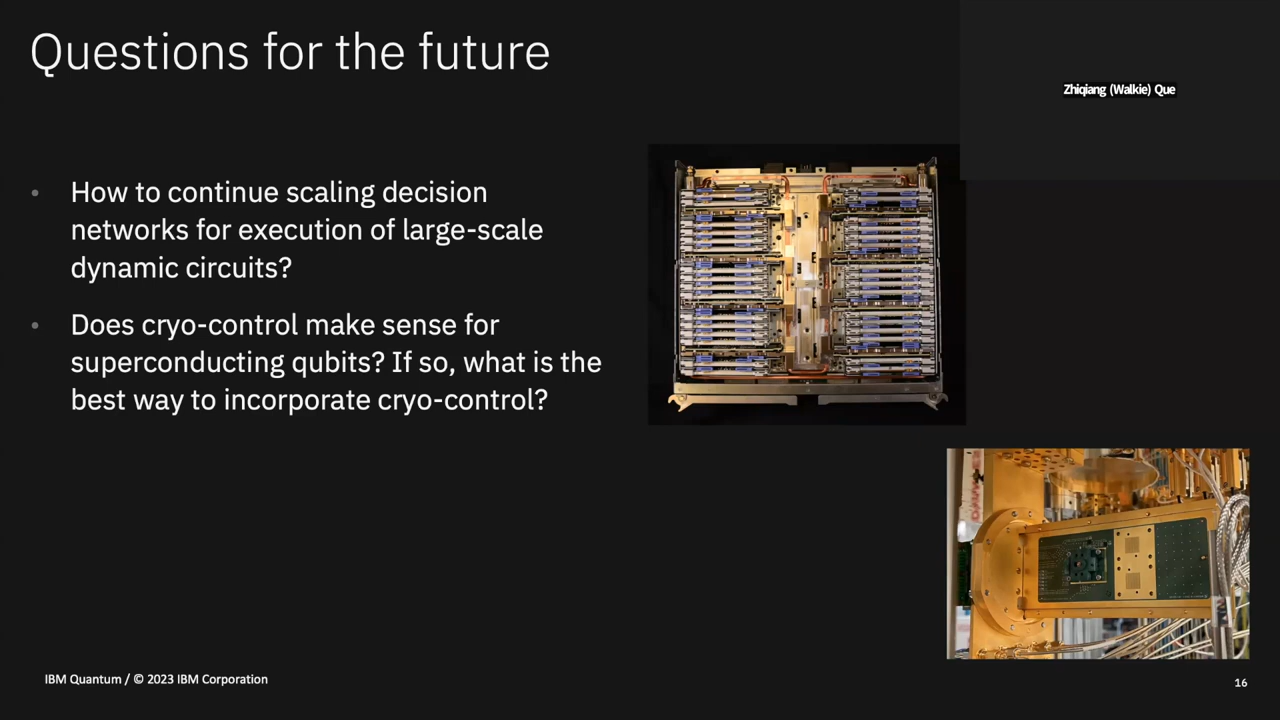 Questions for the future
Zhiqiang (Walkie) Que
How to continue scaling decision
networks for execution of large-scale
dynamic circuits?
Does cryo-control make sense for
superconducting qubits? If so, what is the
best way to incorporate cryo-control?
IBM Quantum / © 2023 IBM Corporation
16